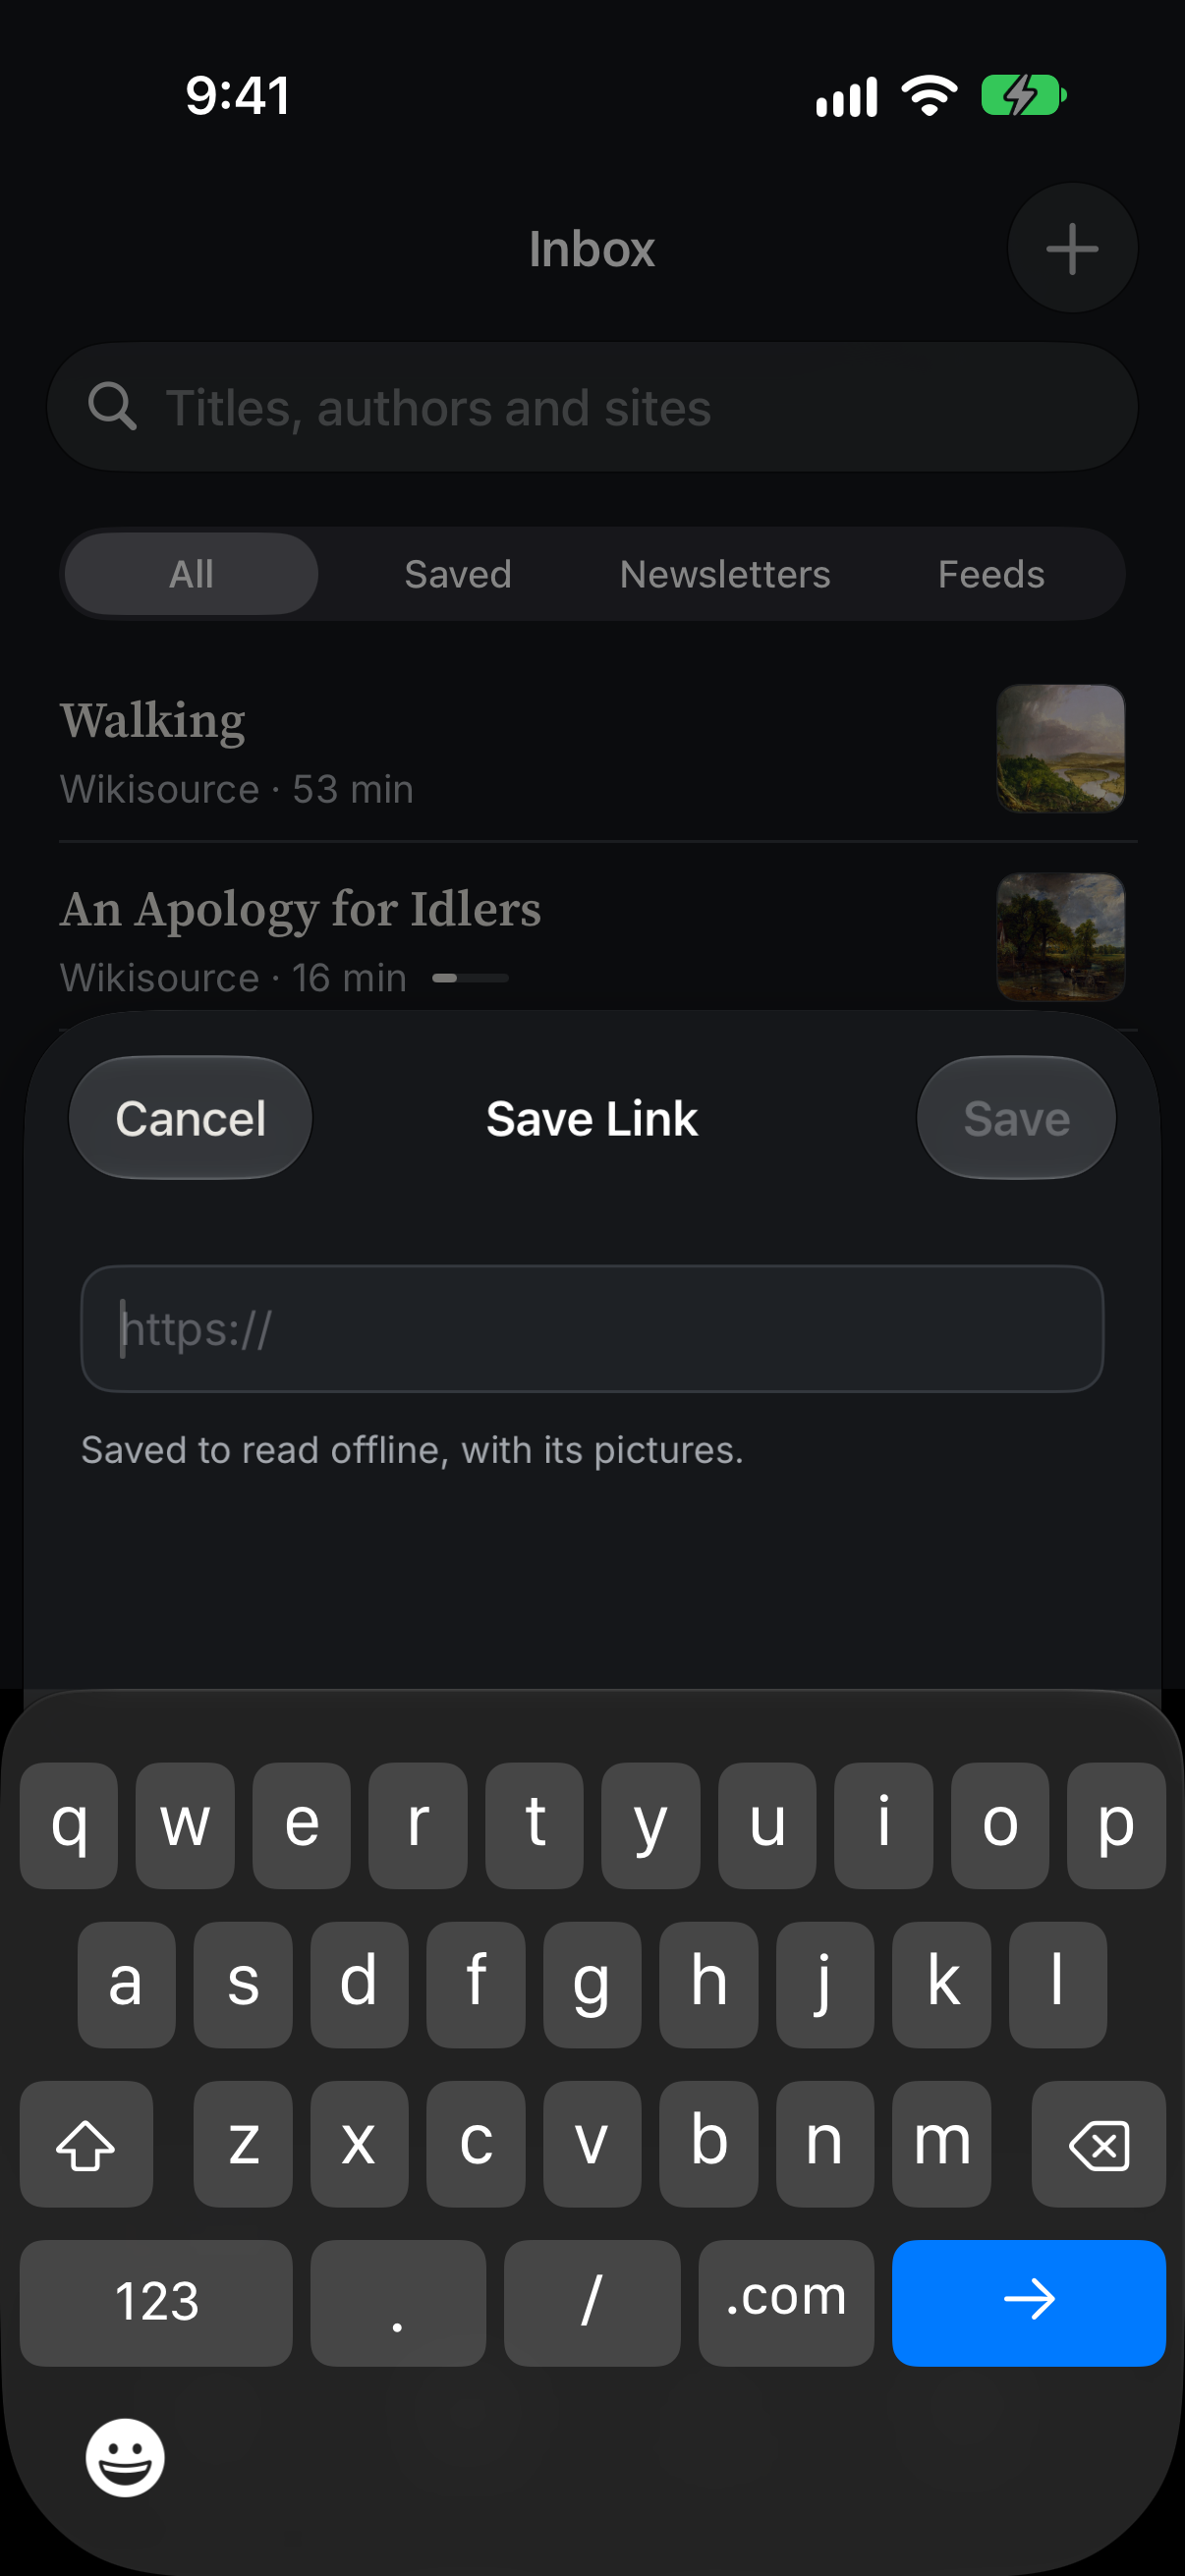 9:41
Inbox
Titles, authors and sites
All Saved Newsletters Feeds
Walking
Wikisource · 53 min
An Apology for Idlers
Wikisource · 16 min
Cancel Save Link Save
https://
Saved to read offline, with its pictures.
q w e r t y u i o p
a s d f g h j k l
z x c v b n m
123 . / .com